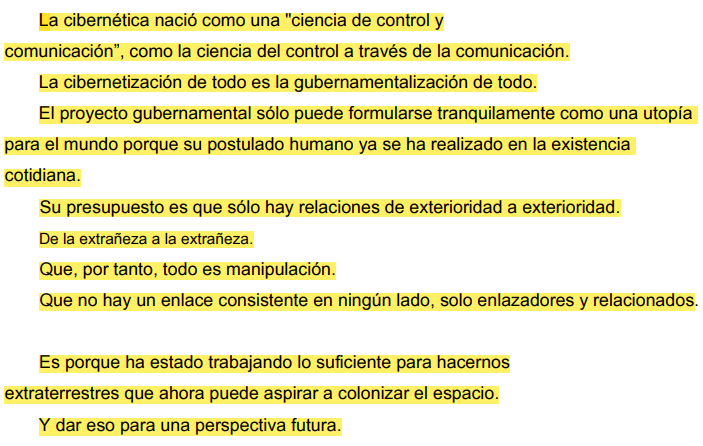 La cibernética nació como una "ciencia de control y
comunicación”, como la ciencia del control a través de la comunicación.
La cibernetización de todo es la gubernamentalización de todo.
El proyecto gubernamental sólo puede formularse tranquilamente como una utopía
para el mundo porque su postulado humano ya se ha realizado en la existencia
cotidiana.
Su presupuesto es que sólo hay relaciones de exterioridad a exterioridad.
De la extrañeza a la extrañeza.
Que, por tanto, todo es manipulación.
Que no hay un enlace consistente en ningún lado, solo enlazadores y relacionados.
Es porque ha estado trabajando lo suficiente para hacernos
extraterrestres que ahora puede aspirar a colonizar el espacio.
Y dar eso para una perspectiva futura.